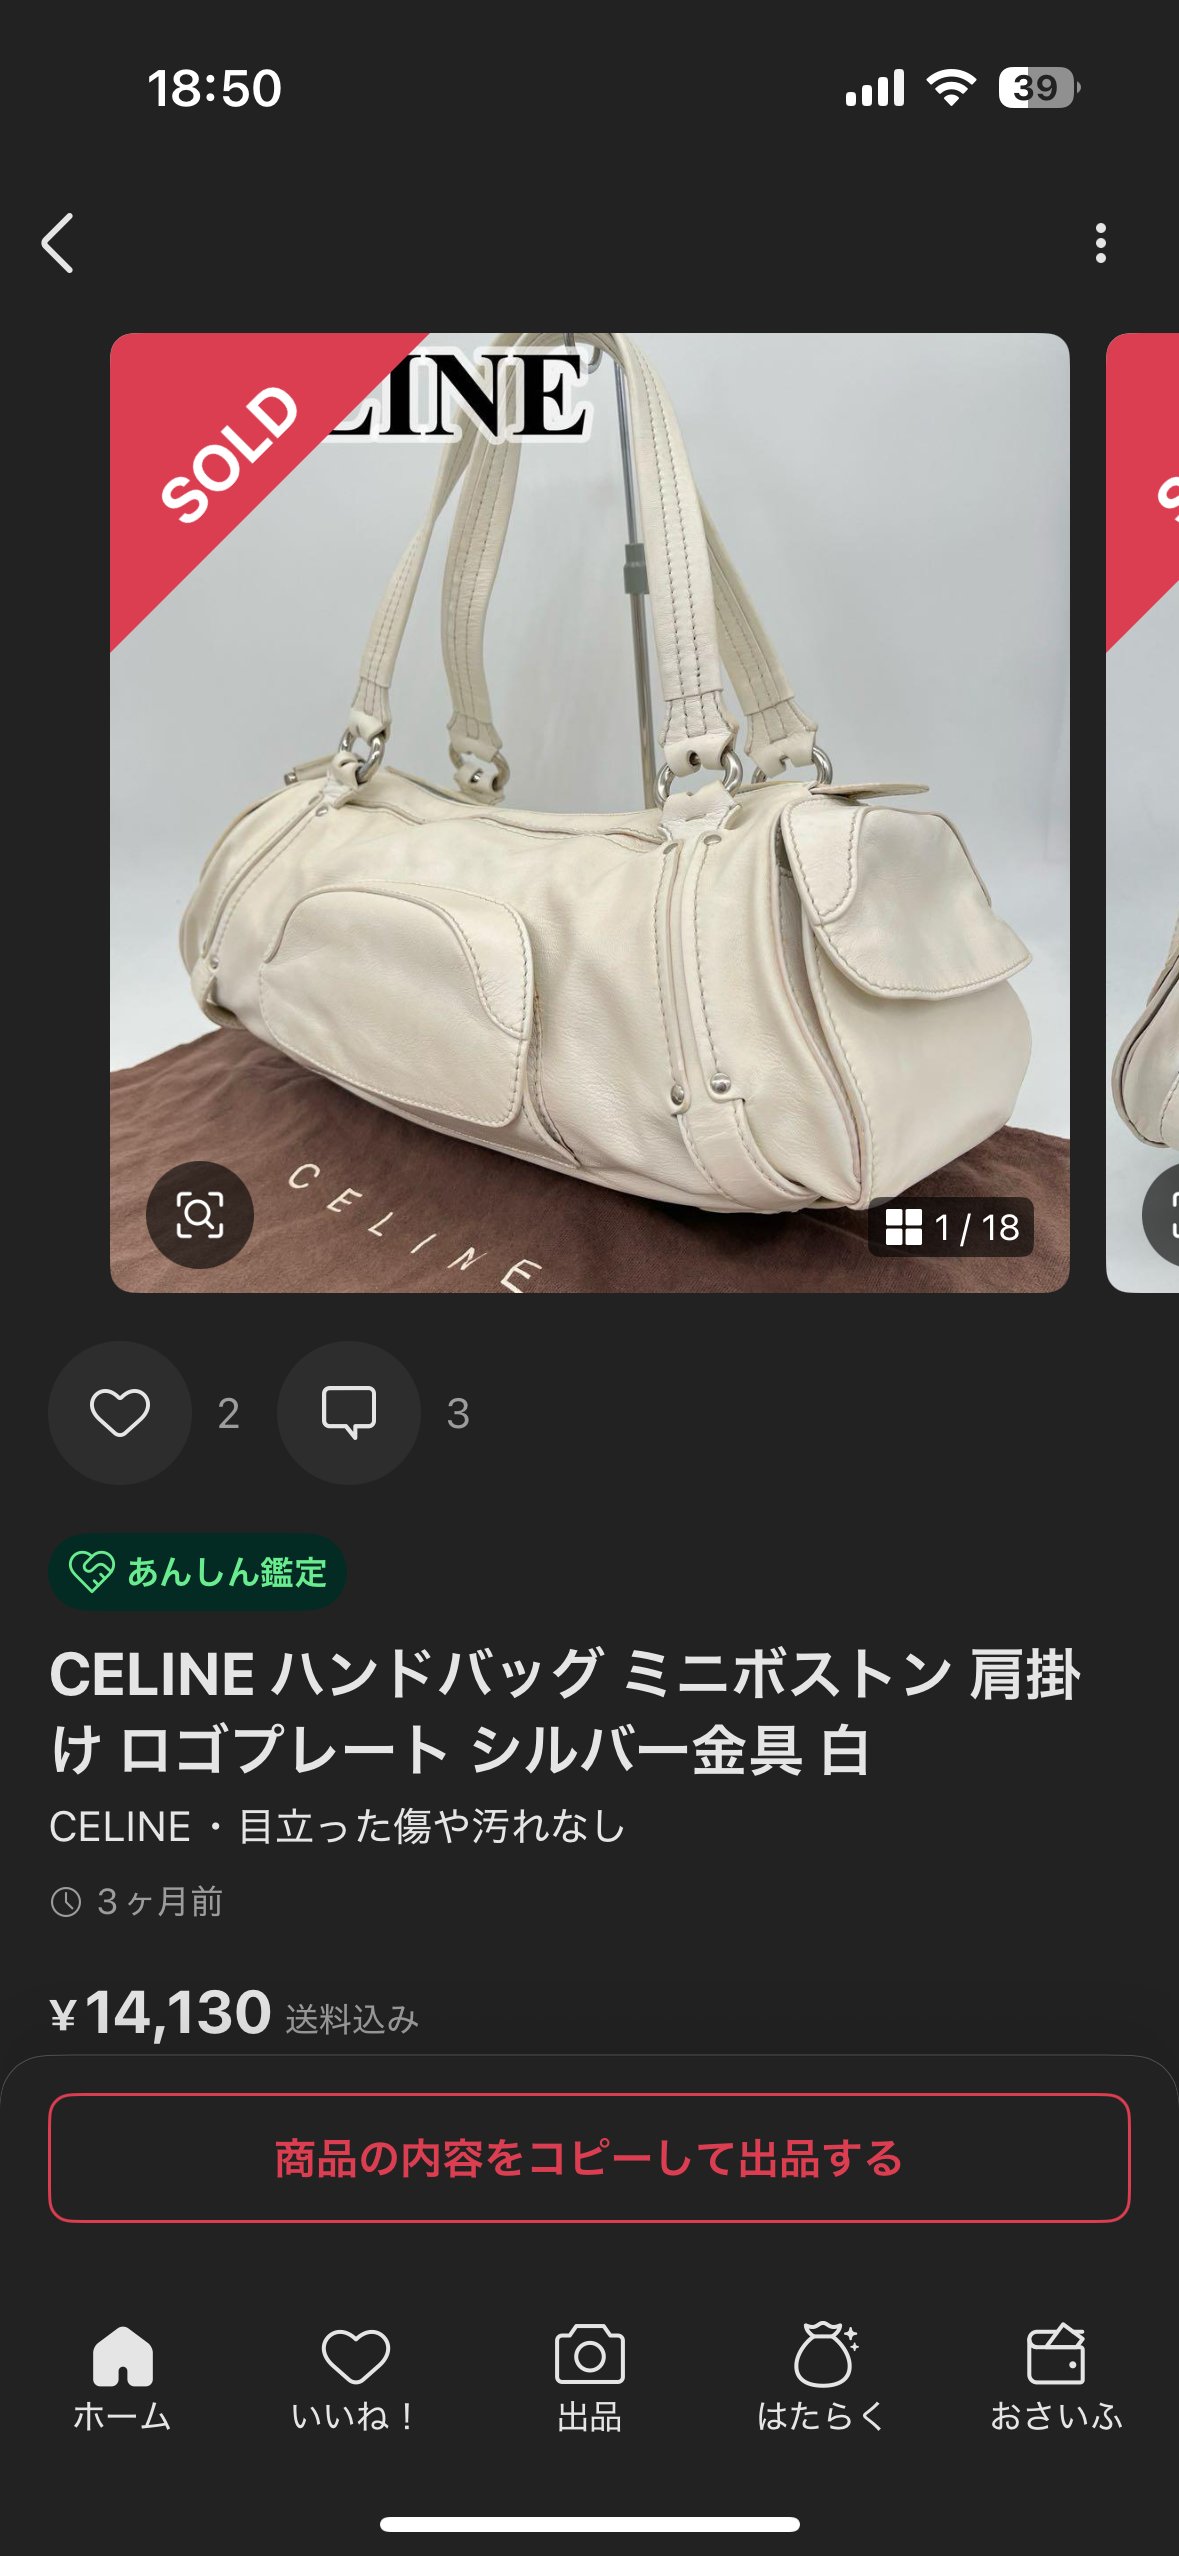 18:50
39
SOLD
LINE
CELINE
1 / 18
2
3
あんしん鑑定
CELINE ハンドバッグ ミニボストン 肩掛
け ロゴプレート シルバー金具 白
CELINE・目立った傷や汚れなし
3ヶ月前
¥14,130 送料込み
商品の内容をコピーして出品する
ホーム
いいね！
出品
はたらく
おさいふ